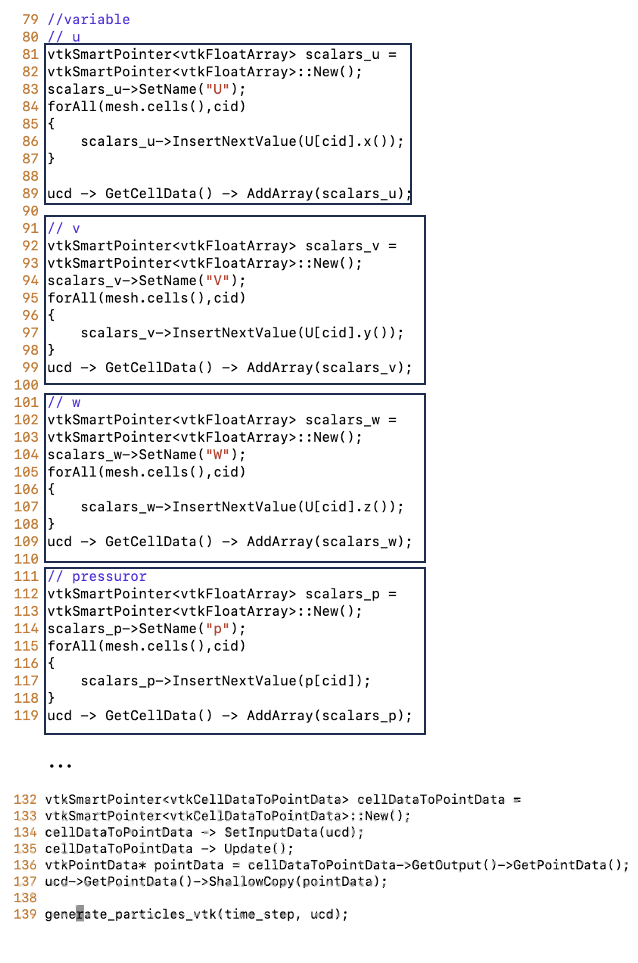 79 //variable
80 // u
81 vtkSmartPointer<vtkFloatArray> scalars_u =
82 vtkSmartPointer<vtkFloatArray>::New();
83 scalars_u->SetName("U");
84 forAll(mesh.cells(),cid)
85 {
86     scalars_u->InsertNextValue(U[cid].x());
87 }
88
89 ucd -> GetCellData() -> AddArray(scalars_u);
90
91 // v
92 vtkSmartPointer<vtkFloatArray> scalars_v =
93 vtkSmartPointer<vtkFloatArray>::New();
94 scalars_v->SetName("V");
95 forAll(mesh.cells(),cid)
96 {
97     scalars_v->InsertNextValue(U[cid].y());
98 }
99 ucd -> GetCellData() -> AddArray(scalars_v);
100
101 // w
102 vtkSmartPointer<vtkFloatArray> scalars_w =
103 vtkSmartPointer<vtkFloatArray>::New();
104 scalars_w->SetName("W");
105 forAll(mesh.cells(),cid)
106 {
107     scalars_w->InsertNextValue(U[cid].z());
108 }
109 ucd -> GetCellData() -> AddArray(scalars_w);
110
111 // pressuror
112 vtkSmartPointer<vtkFloatArray> scalars_p =
113 vtkSmartPointer<vtkFloatArray>::New();
114 scalars_p->SetName("p");
115 forAll(mesh.cells(),cid)
116 {
117     scalars_p->InsertNextValue(p[cid]);
118 }
119 ucd -> GetCellData() -> AddArray(scalars_p);
...
132 vtkSmartPointer<vtkCellDataToPointData> cellDataToPointData =
133 vtkSmartPointer<vtkCellDataToPointData>::New();
134 cellDataToPointData -> SetInputData(ucd);
135 cellDataToPointData -> Update();
136 vtkPointData* pointData = cellDataToPointData->GetOutput()->GetPointData();
137 ucd->GetPointData()->ShallowCopy(pointData);
138
139 generate_particles_vtk(time_step, ucd);